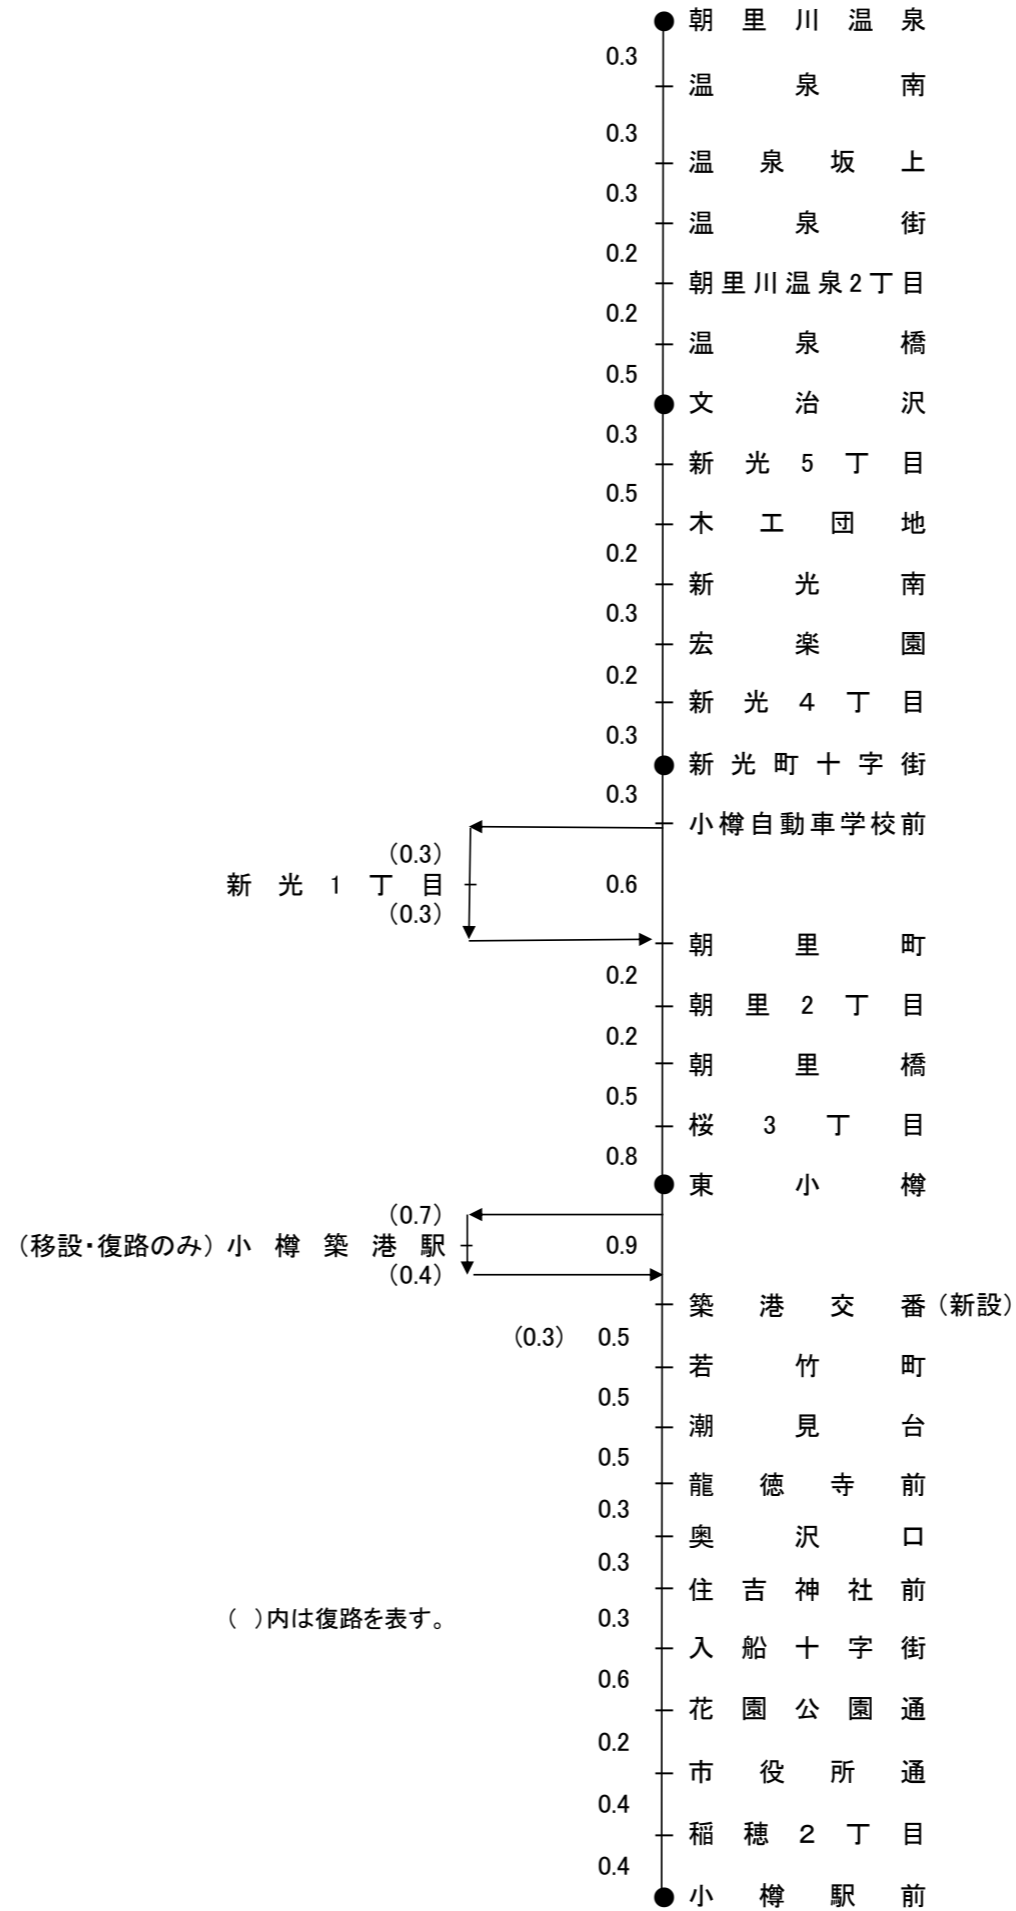 朝里川温泉
0.3
温泉南
0.3
温泉坂上
0.3
温泉街
0.2
朝里川温泉2丁目
0.2
温泉橋
0.5
文治沢
0.3
新光5丁目
0.5
木工団地
0.2
新光南
0.3
宏楽園
0.2
新光4丁目
0.3
新光町十字街
0.3
小樽自動車学校前
(0.3)
新光1丁目 0.6
(0.3)
朝里町
0.2
朝里2丁目
0.2
朝里橋
0.5
桜3丁目
0.8
東小樽
(0.7)
(移設・復路のみ)小樽築港駅 0.9
(0.4)
築港交番(新設)
(0.3) 0.5
若竹町
0.5
潮見台
0.5
龍徳寺前
0.3
奥沢口
0.3
住吉神社前
( )内は復路を表す。 0.3
入船十字街
0.6
花園公園通
0.2
市役所通
0.4
稲穂2丁目
0.4
小樽駅前